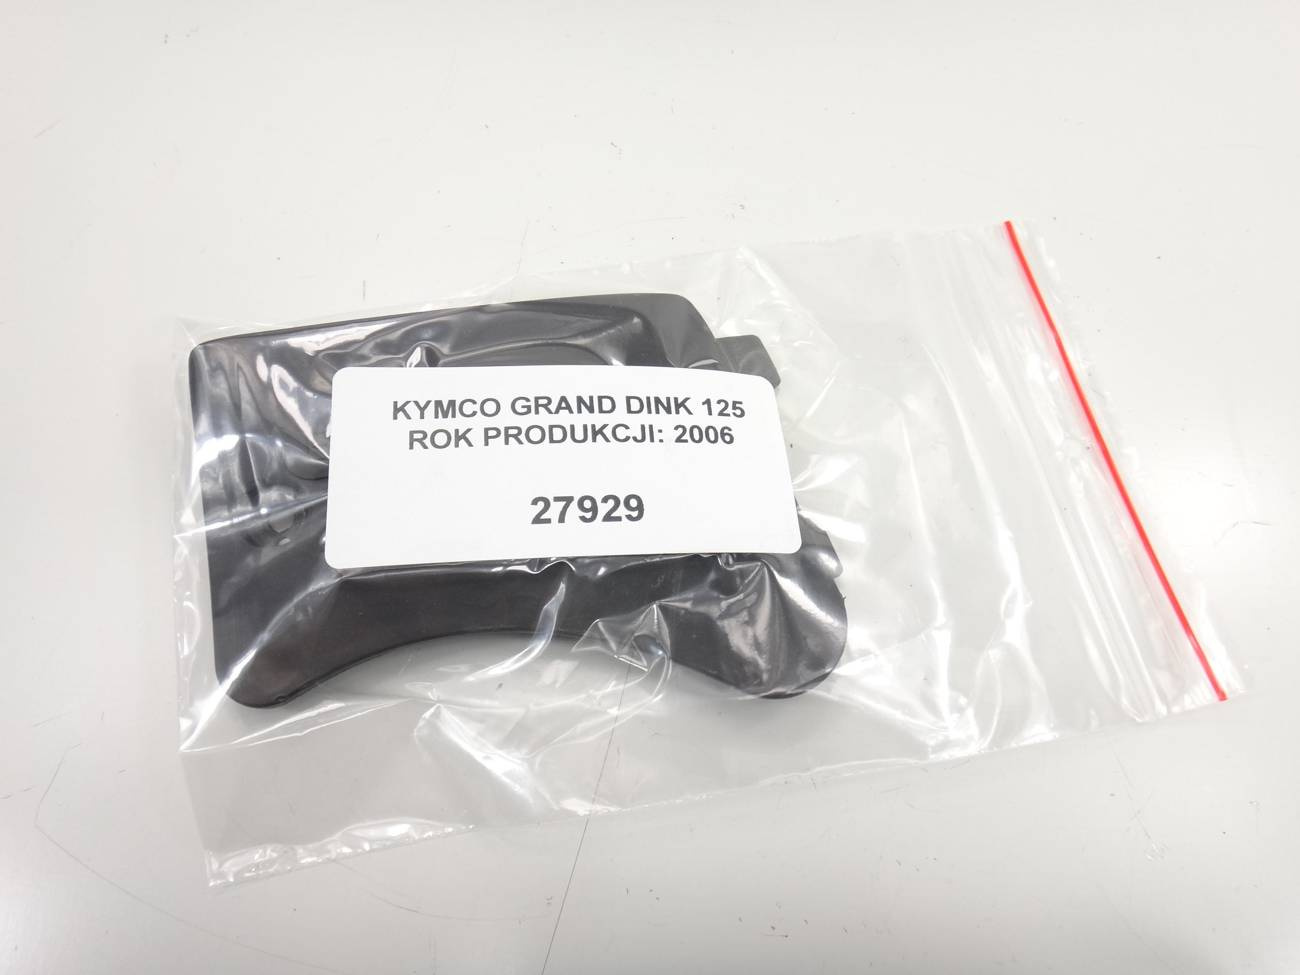 KYMCO GRAND DINK 125
ROK PRODUKCJI: 2006
27929